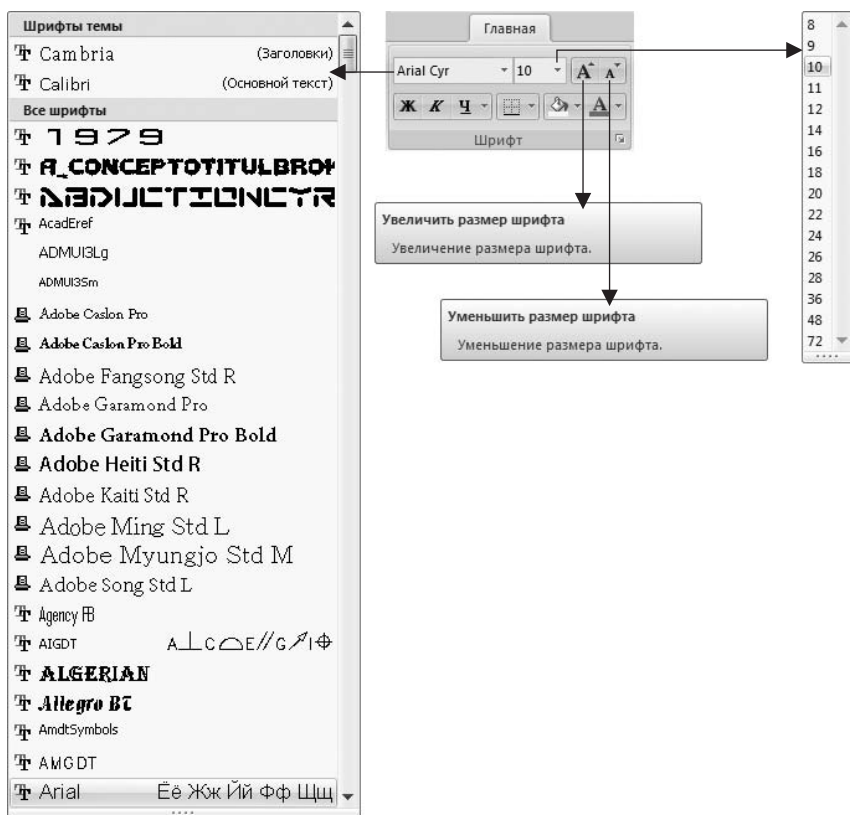 Шрифты темы
Cambria (Заголовки)
Calibri (Основной текст)
Все шрифты
1979
A_CONCEPTOTITULBROK
ABDUCTIONCYR
AcadEref
ADMUI3Lg
ADMUI3Sm
Adobe Caslon Pro
Adobe Caslon Pro Bold
Adobe Fangsong Std R
Adobe Garamond Pro
Adobe Garamond Pro Bold
Adobe Heiti Std R
Adobe Kaiti Std R
Adobe Ming Std L
Adobe Myungjo Std M
Adobe Song Std L
Agency FB
AIGDT
ALGERIAN
Allegro BT
AmdtSymbols
AMGDT
Arial Ёё Жж Йй Фф Щщ
Главная
Arial Cyr 10 A A
Ж К Ч A
Шрифт
Увеличить размер шрифта
Увеличение размера шрифта.
Уменьшить размер шрифта
Уменьшение размера шрифта.
8
9
10
11
12
14
16
18
20
22
24
26
28
36
48
72